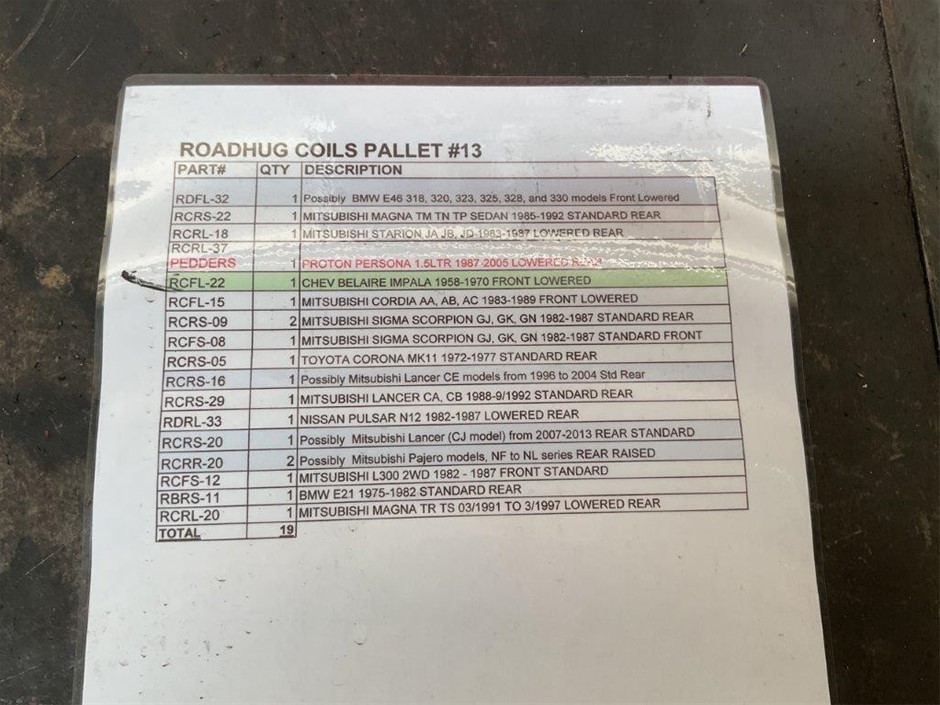 ROADHUG COILS PALLET #13
PART# QTY DESCRIPTION
RDFL-32 1 Possibly BMW E46 318, 320, 323, 325, 328, and 330 models Front Lowered
RCRS-22 1 MITSUBISHI MAGNA TM TN TP SEDAN 1985-1992 STANDARD REAR
RCRL-18 1 MITSUBISHI STARION JA JB, JD 1983-1987 LOWERED REAR
RCRL-37
PEDDERS 1 PROTON PERSONA 1.5LTR 1987-2005 LOWERED REAR
RCFL-22 1 CHEV BELAIRE IMPALA 1958-1970 FRONT LOWERED
RCFL-15 1 MITSUBISHI CORDIA AA, AB, AC 1983-1989 FRONT LOWERED
RCRS-09 2 MITSUBISHI SIGMA SCORPION GJ, GK, GN 1982-1987 STANDARD REAR
RCFS-08 1 MITSUBISHI SIGMA SCORPION GJ, GK, GN 1982-1987 STANDARD FRONT
RCRS-05 1 TOYOTA CORONA MK11 1972-1977 STANDARD REAR
RCRS-16 1 Possibly Mitsubishi Lancer CE models from 1996 to 2004 Std Rear
RCRS-29 1 MITSUBISHI LANCER CA, CB 1988-9/1992 STANDARD REAR
RDRL-33 1 NISSAN PULSAR N12 1982-1987 LOWERED REAR
RCRS-20 1 Possibly Mitsubishi Lancer (CJ model) from 2007-2013 REAR STANDARD
RCRR-20 2 Possibly Mitsubishi Pajero models, NF to NL series REAR RAISED
RCFS-12 1 MITSUBISHI L300 2WD 1982 - 1987 FRONT STANDARD
RBRS-11 1 BMW E21 1975-1982 STANDARD REAR
RCRL-20 1 MITSUBISHI MAGNA TR TS 03/1991 TO 3/1997 LOWERED REAR
TOTAL 19